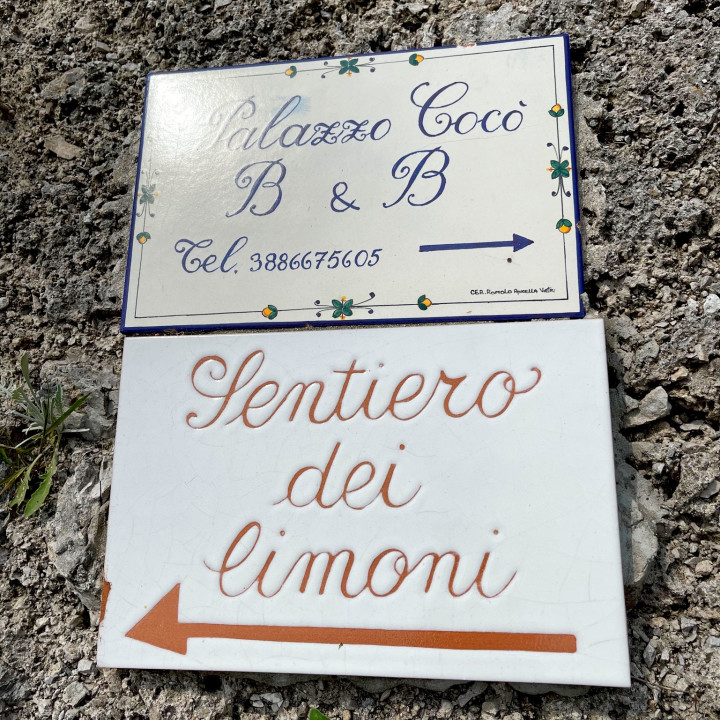 Palazzo Cocò
B & B
Tel. 3886675605
Sentiero
dei
limoni